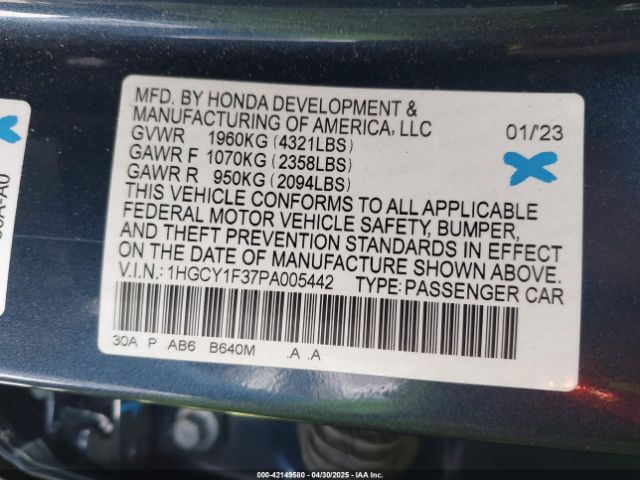 MFD. BY HONDA DEVELOPMENT &
MANUFACTURING OF AMERICA, LLC 01/23
GVWR 1960KG (4321LBS)
GAWR F 1070KG (2358LBS)
GAWR R 950KG (2094LBS)
THIS VEHICLE CONFORMS TO ALL APPLICABLE
FEDERAL MOTOR VEHICLE SAFETY, BUMPER,
AND THEFT PREVENTION STANDARDS IN EFFECT
ON THE DATE OF MANUFACTURE SHOWN ABOVE.
V.I.N.: 1HGCY1F37PA005442 TYPE: PASSENGER CAR
30A P AB6 B640M .A .A
000-42149580 - 04/30/2025 - IAA Inc.